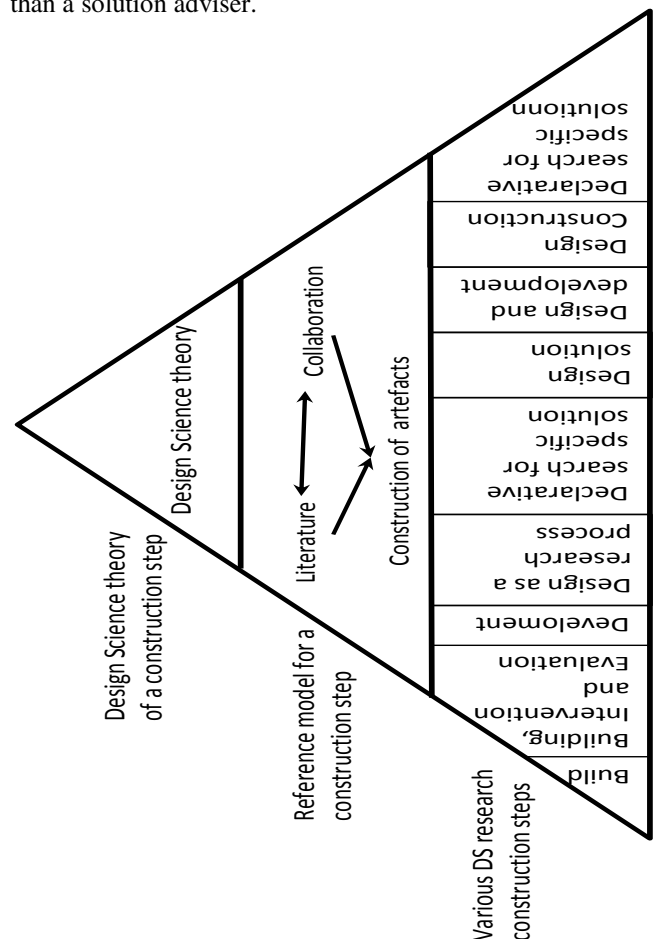 than a solution adviser.
Design Science theory
of a construction step
Design Science theory
Reference model for a
construction step
Literature
Collaboration
Construction of artefacts
Various DS research
construction steps
Build
Building,
Intervention
and
Evaluation
Develoment
Design as a
research
process
Declarative
search for
specific
solution
Design
solution
Design and
development
Design
Construction
Declarative
search for
specific
solutionn